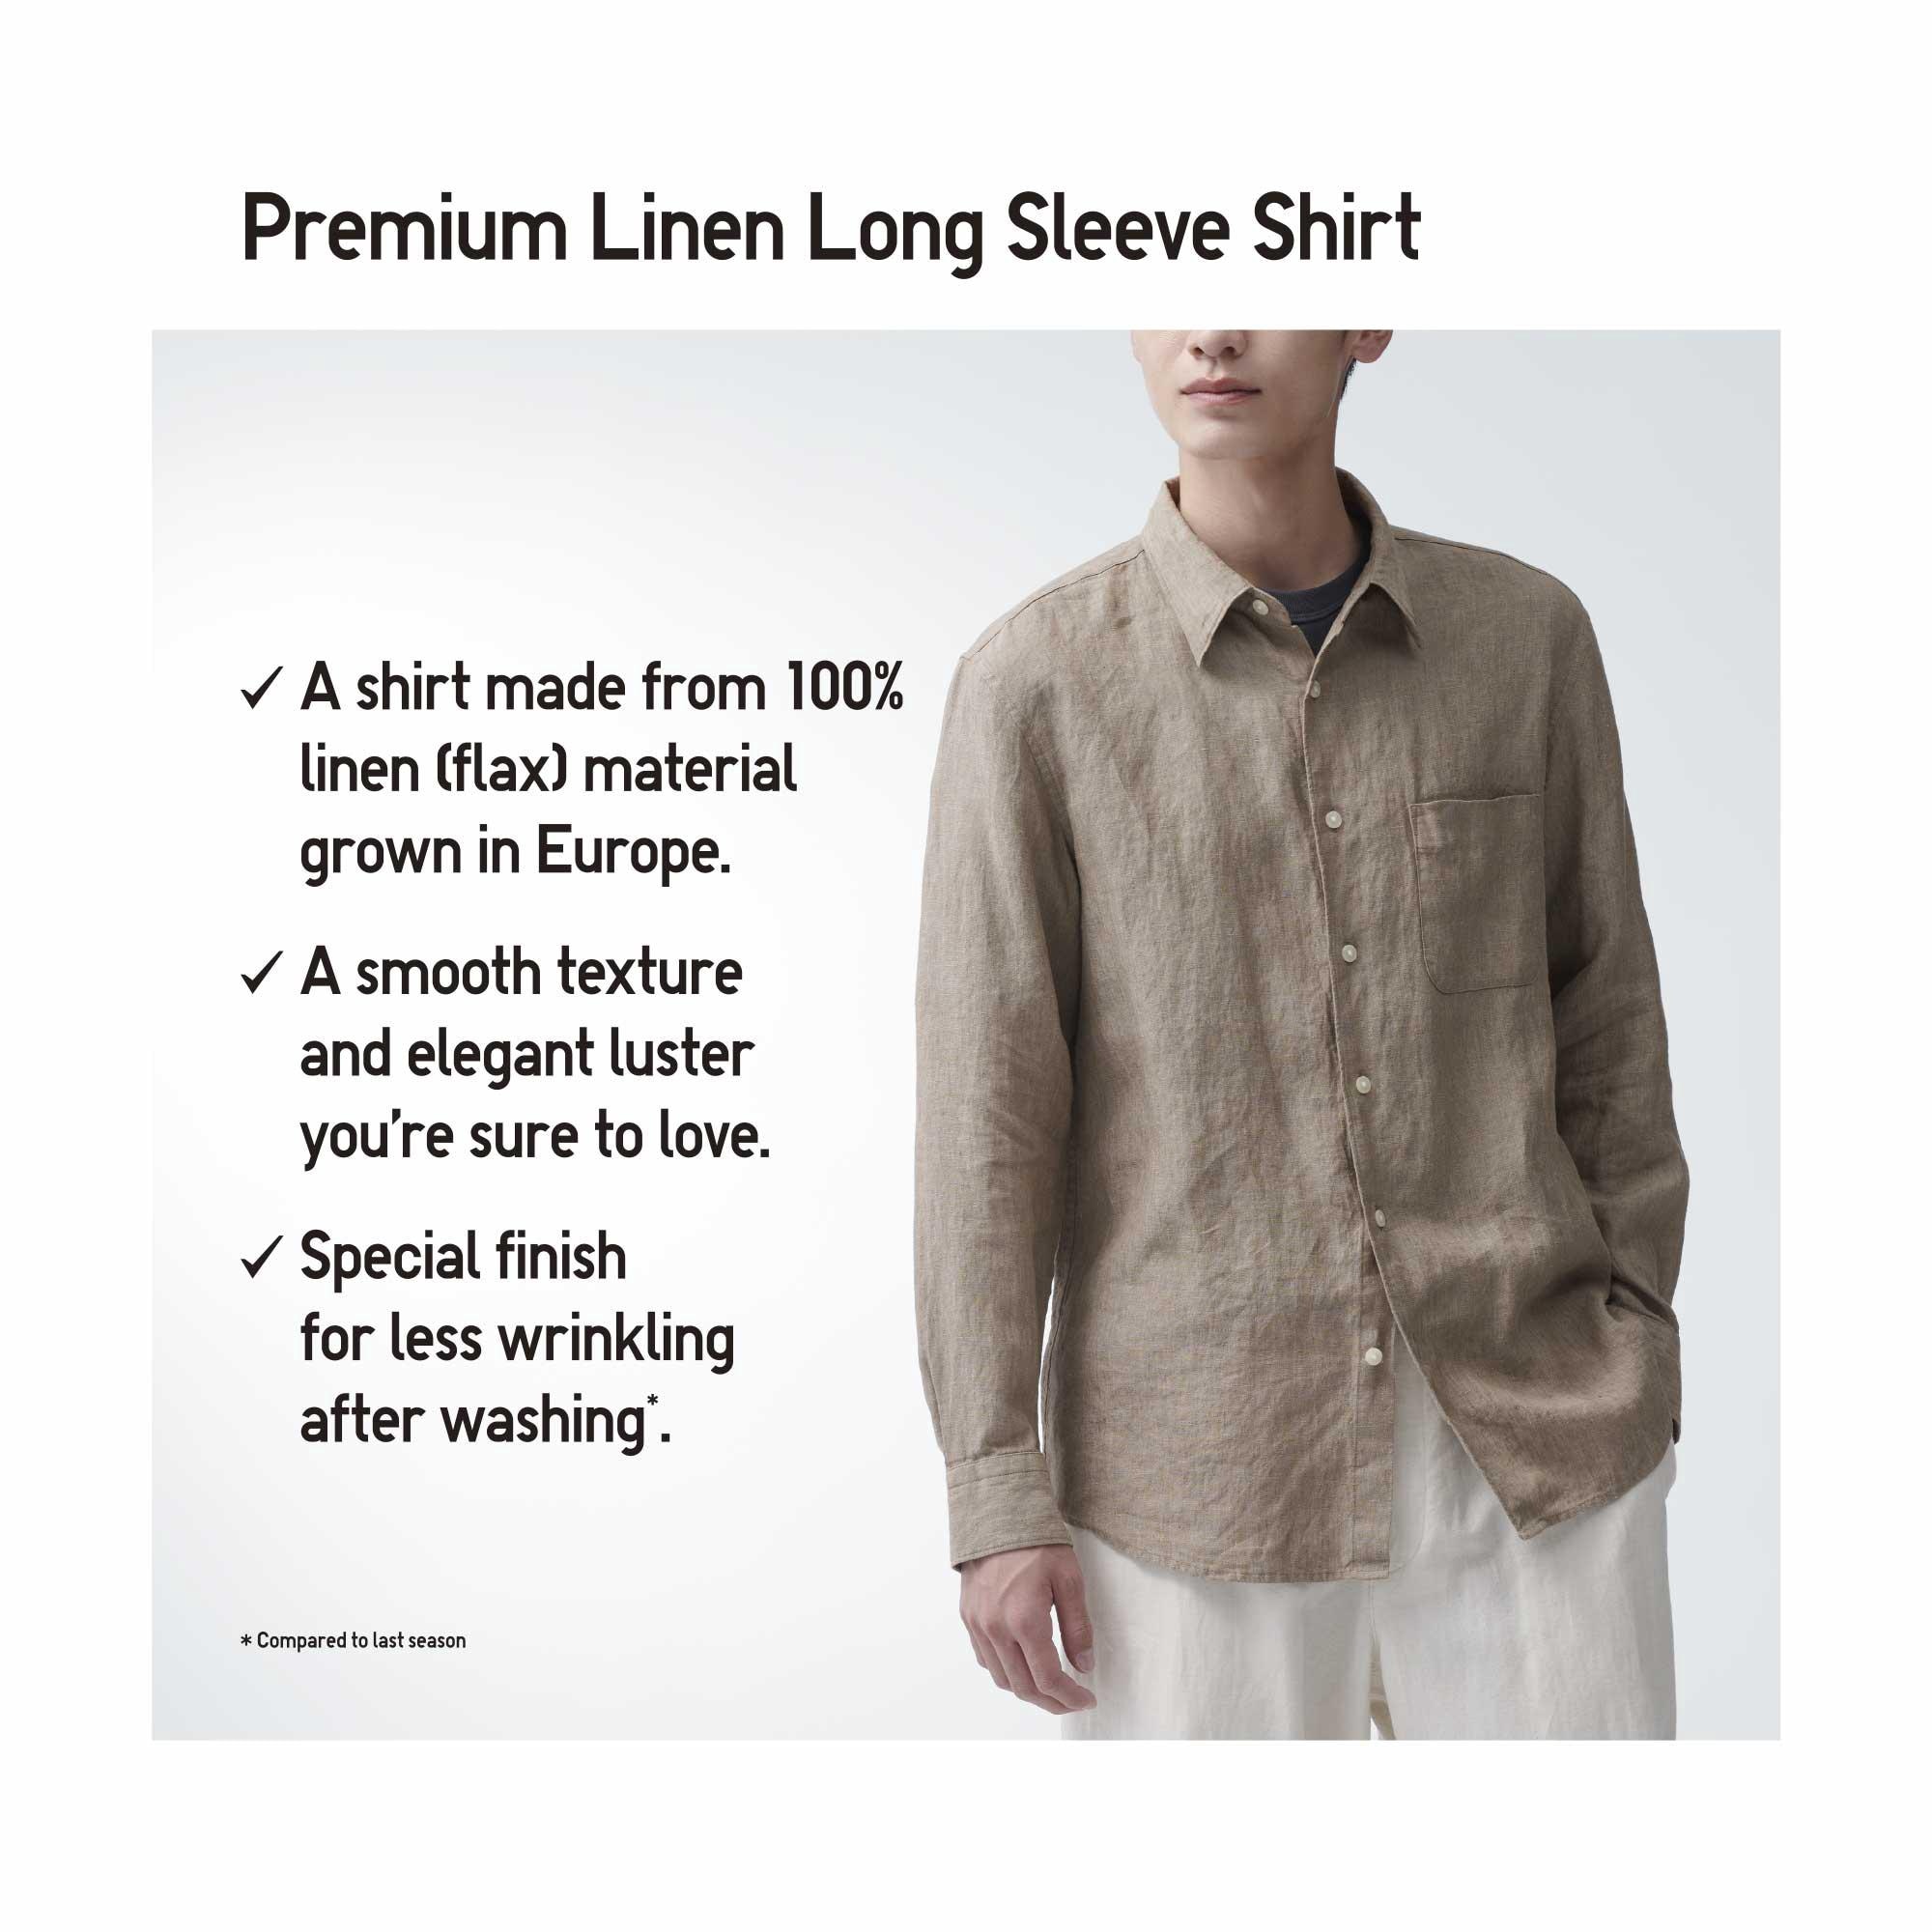 Premium Linen Long Sleeve Shirt
✓ A shirt made from 100%
linen (flax) material
grown in Europe.
✓ A smooth texture
and elegant luster
you're sure to love.
✓ Special finish
for less wrinkling
after washing*.
* Compared to last season